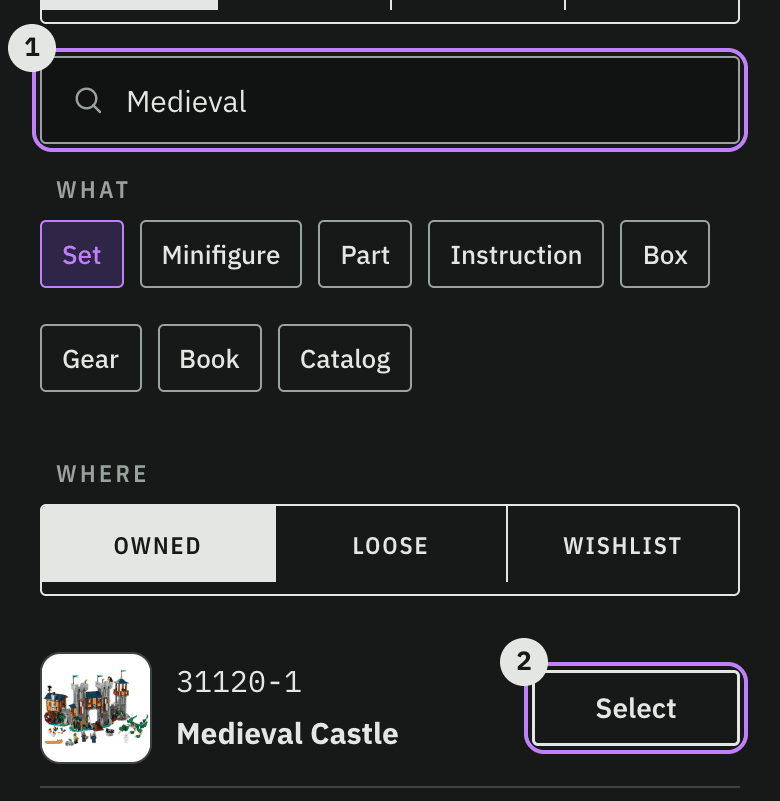 1
Medieval
WHAT
Set Minifigure Part Instruction Box
Gear Book Catalog
WHERE
OWNED LOOSE WISHLIST
2
31120-1
Select
Medieval Castle